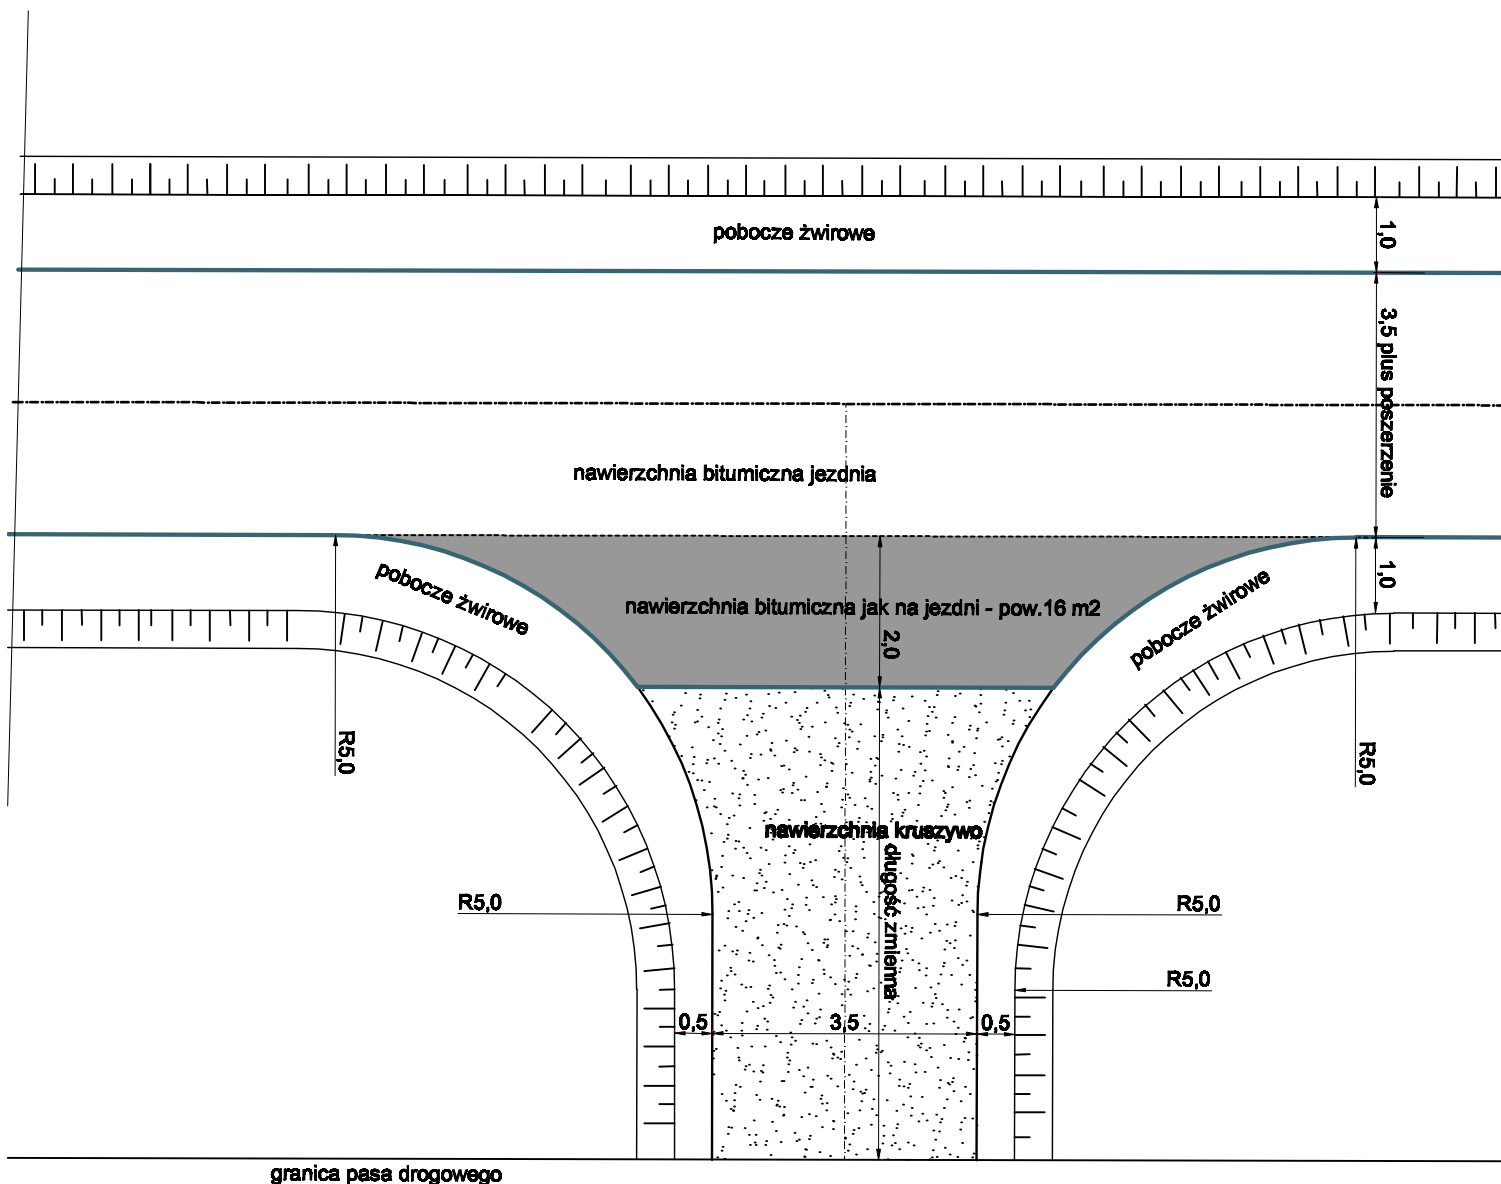 pobocze żwirowe
1,0
3,5 plus poszerzenie
nawierzchnia bitumiczna jezdnia
1,0
pobocze żwirowe
nawierzchnia bitumiczna jak na jezdni - pow.16 m2
pobocze żwirowe
2,0
R5,0
R5,0
nawierzchnia kruszywo
długość zmienna
R5,0
R5,0
R5,0
0,5
3,5
0,5
granica pasa drogowego